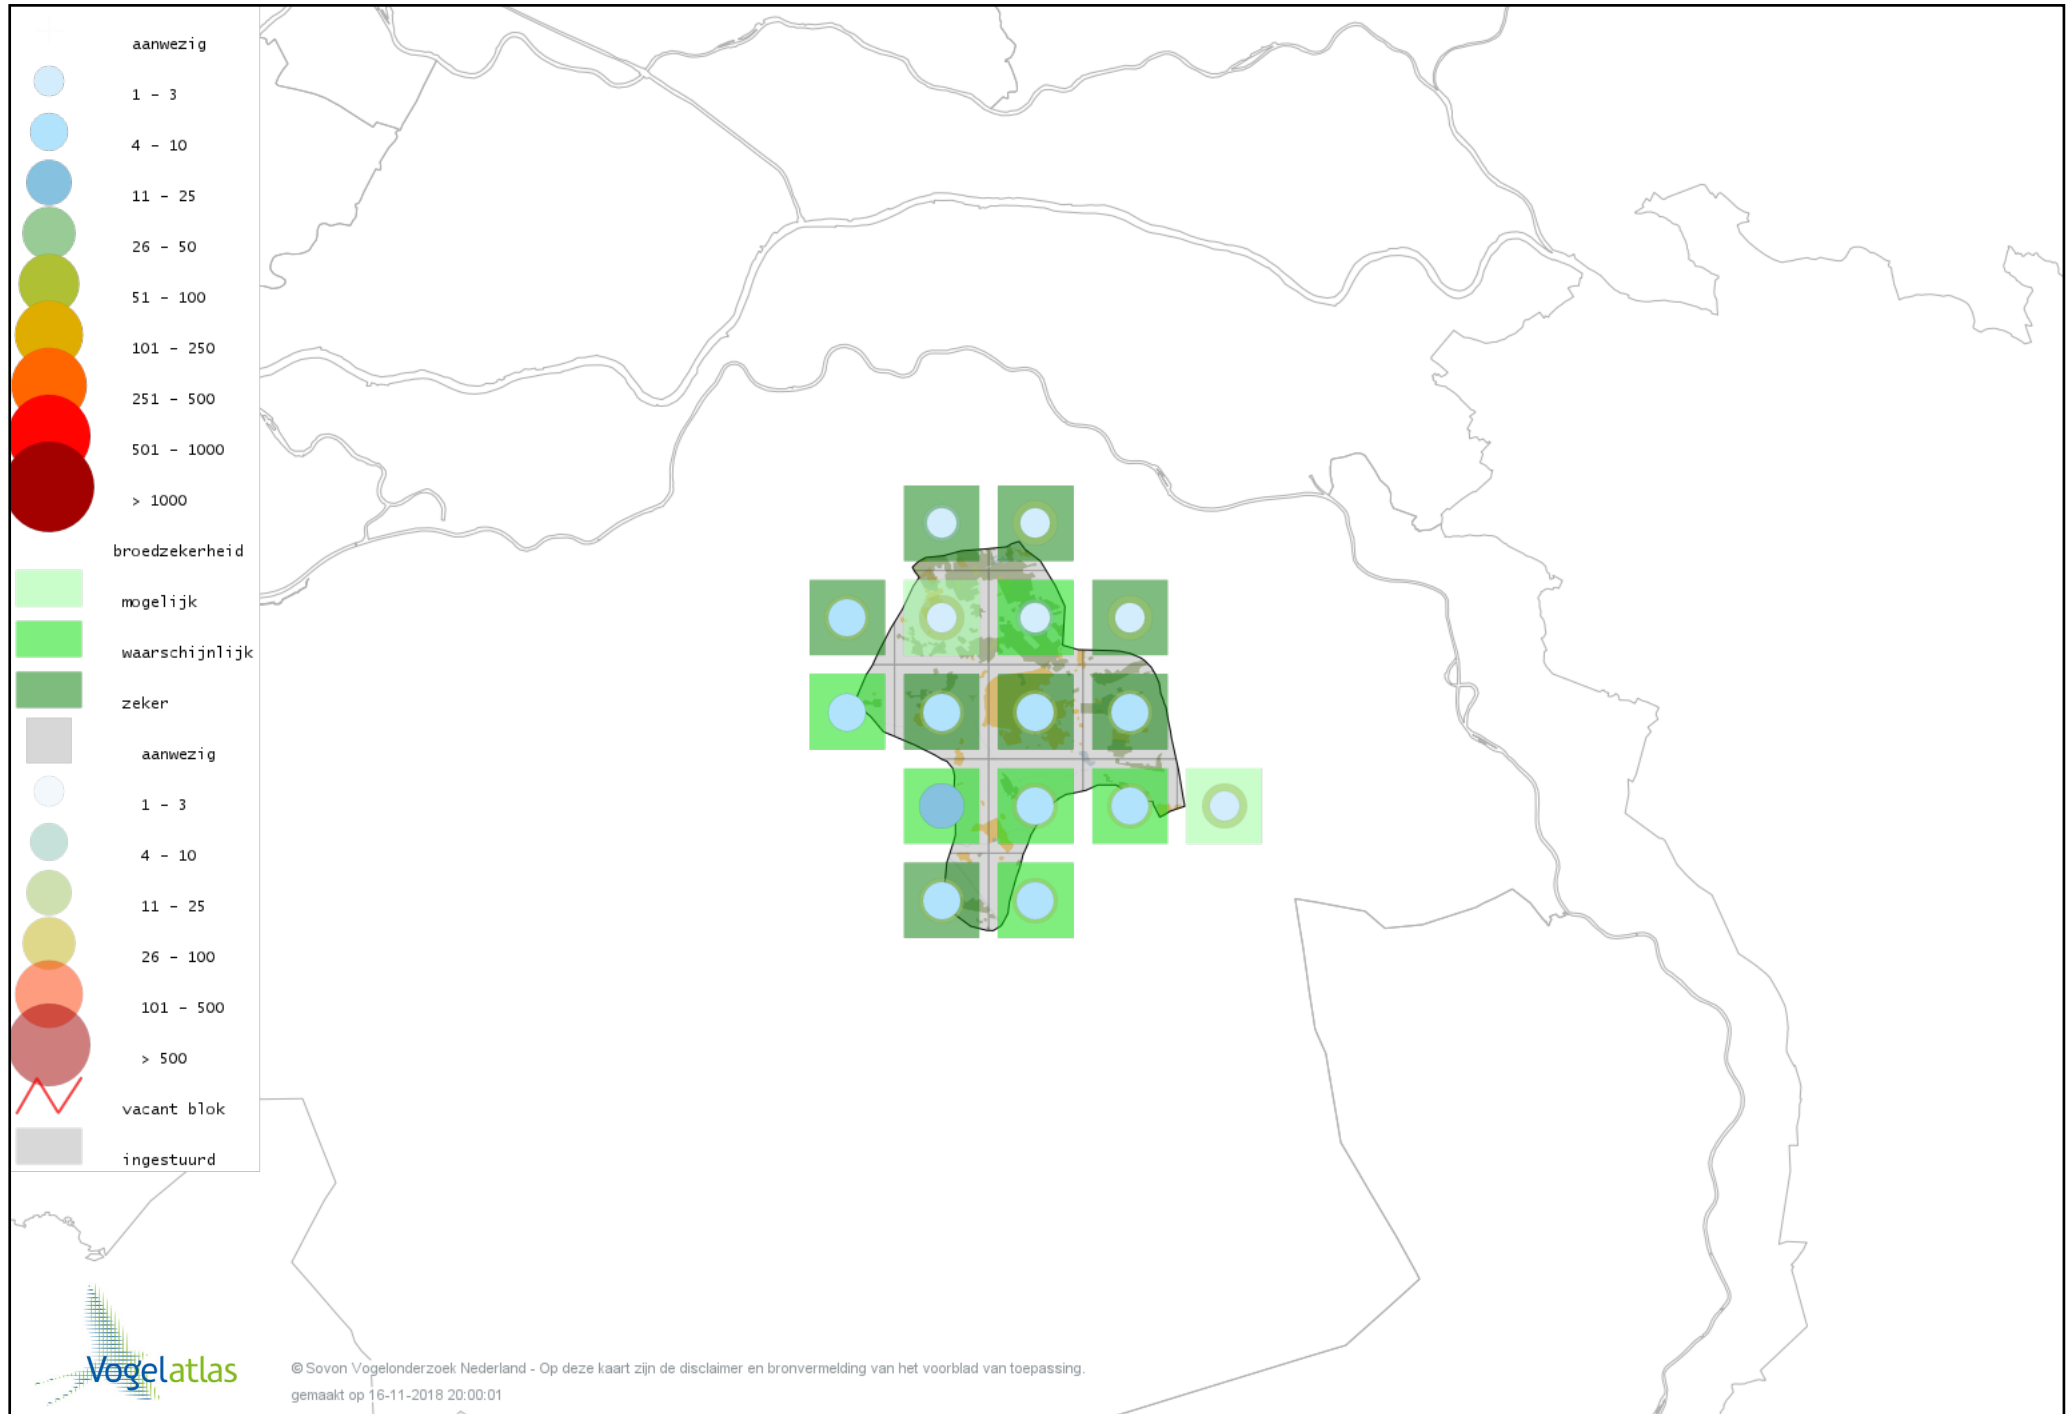 aanwezig
1 - 3
4 - 10
11 - 25
26 - 50
51 - 100
101 - 250
251 - 500
501 - 1000
> 1000
broedzekerheid
mogelijk
waarschijnlijk
zeker
aanwezig
1 - 3
4 - 10
11 - 25
26 - 100
101 - 500
> 500
vacant blok
ingestuurd
Vogelatlas
© Sovon Vogelonderzoek Nederland - Op deze kaart zijn de disclaimer en bronvermelding van het voorblad van toepassing.
gemaakt op 16-11-2018 20:00:01